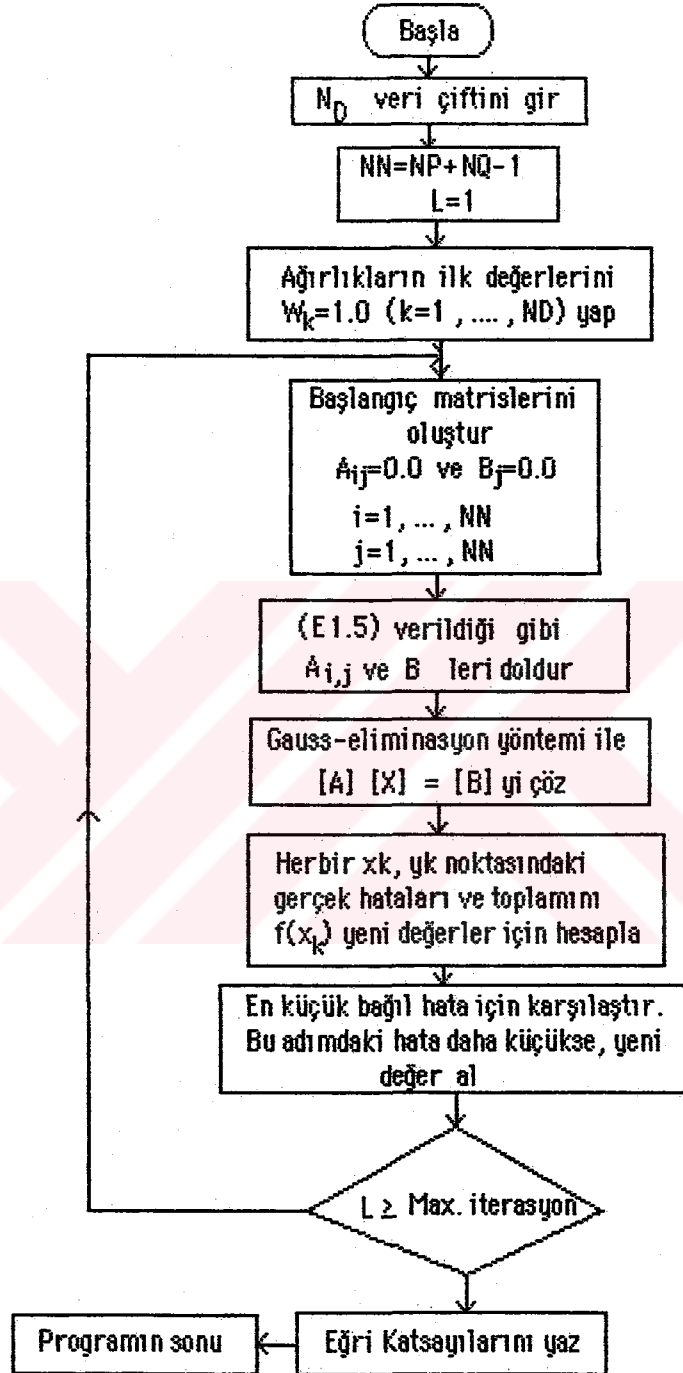 Başla
N_D veri çiftini gir
NN=NP+NQ-1
L=1
Ağırlıkların ilk değerlerini
W_k=1.0 (k=1 , .... , ND) yap
Başlangıç matrislerini
oluştur
A_ij=0.0 ve B_j=0.0
i=1, ... , NN
j=1, ... , NN
(E1.5) verildiği gibi
A_i,j ve B leri doldur
Gauss-eliminasyon yöntemi ile
[A] [X] = [B] yi çöz
Herbir xk, yk noktasındaki
gerçek hataları ve toplamını
f(x_k) yeni değerler için hesapla
En küçük bağıl hata için karşılaştır.
Bu adımdaki hata daha küçükse, yeni
değer al
L ≥ Max. iterasyon
Eğri Katsayılarını yaz
Programın sonu